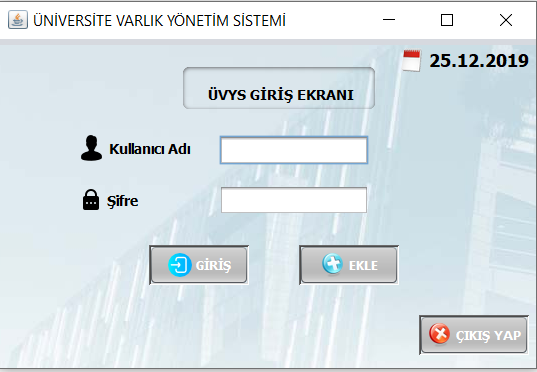 ÜNİVERSİTE VARLIK YÖNETİM SİSTEMİ
25.12.2019
ÜVYS GİRİŞ EKRANI
Kullanıcı Adı
Şifre
GİRİŞ
EKLE
ÇIKIŞ YAP